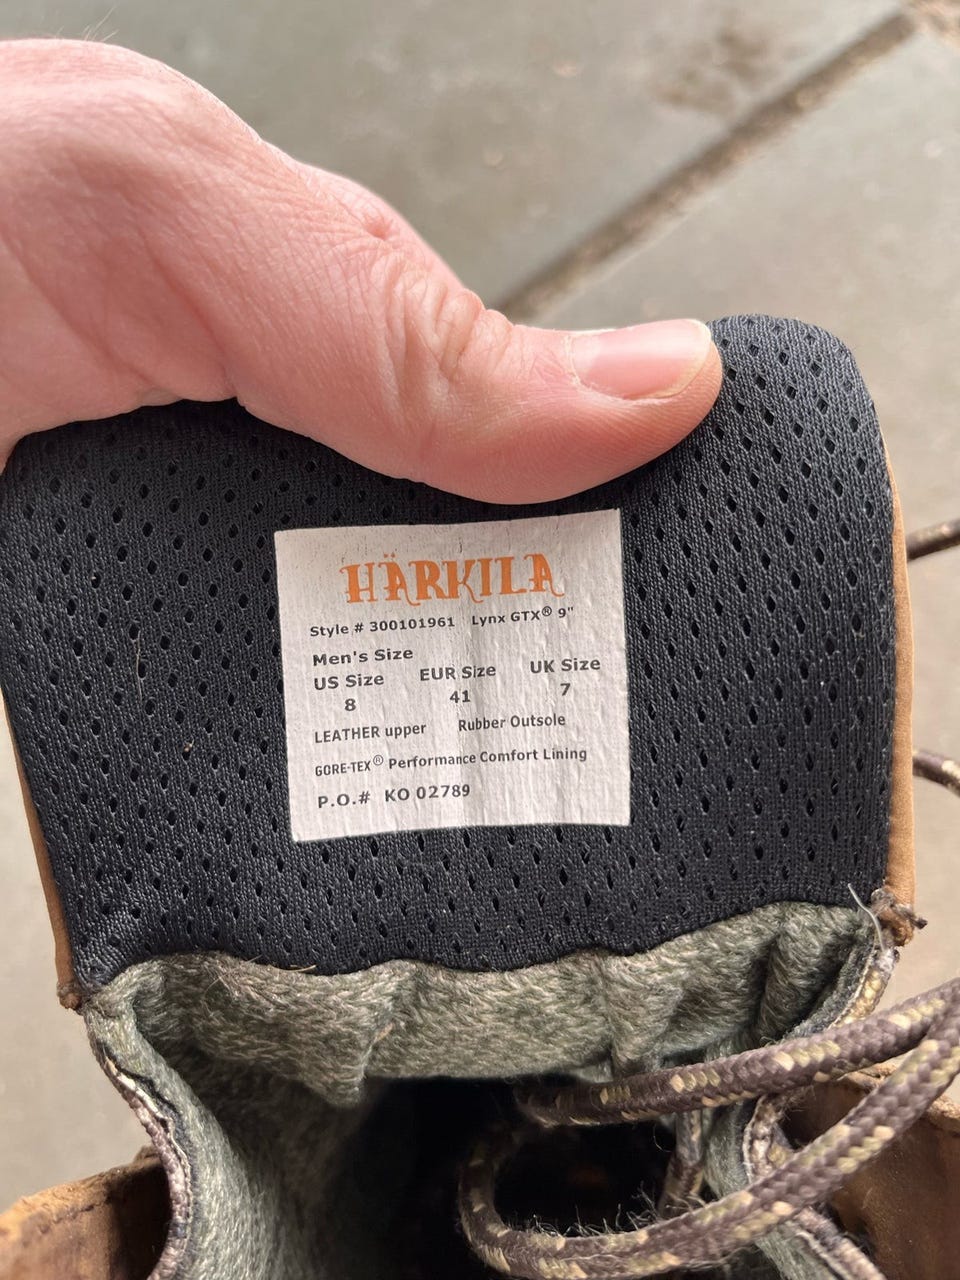 HÄRKILA
Style # 300101961 Lynx GTX® 9"
Men's Size
US Size EUR Size UK Size
8 41 7
LEATHER upper Rubber Outsole
GORE-TEX® Performance Comfort Lining
P.O.# KO 02789